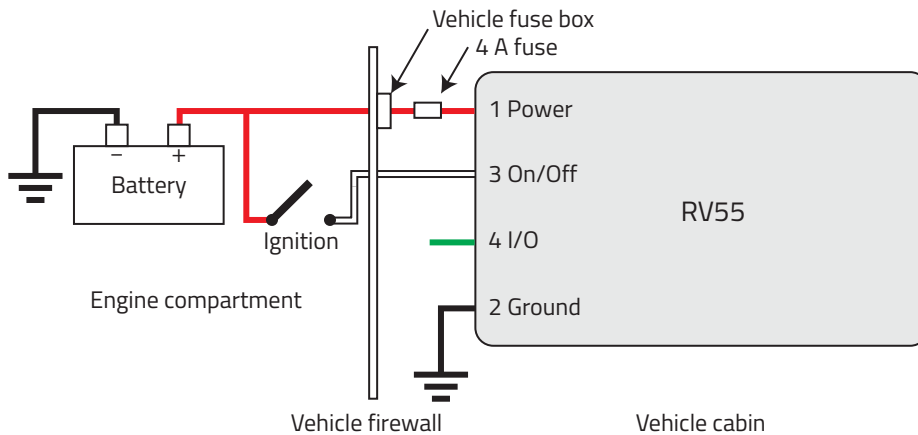 Vehicle fuse box
4 A fuse
1 Power
− +
Battery
3 On/Off
RV55
Ignition
4 I/O
Engine compartment
2 Ground
Vehicle firewall
Vehicle cabin